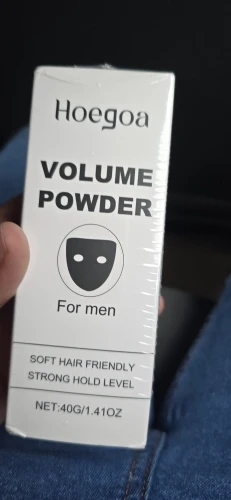 Hoegoa
VOLUME
POWDER
For men
SOFT HAIR FRIENDLY
STRONG HOLD LEVEL
NET:40G/1.41OZ